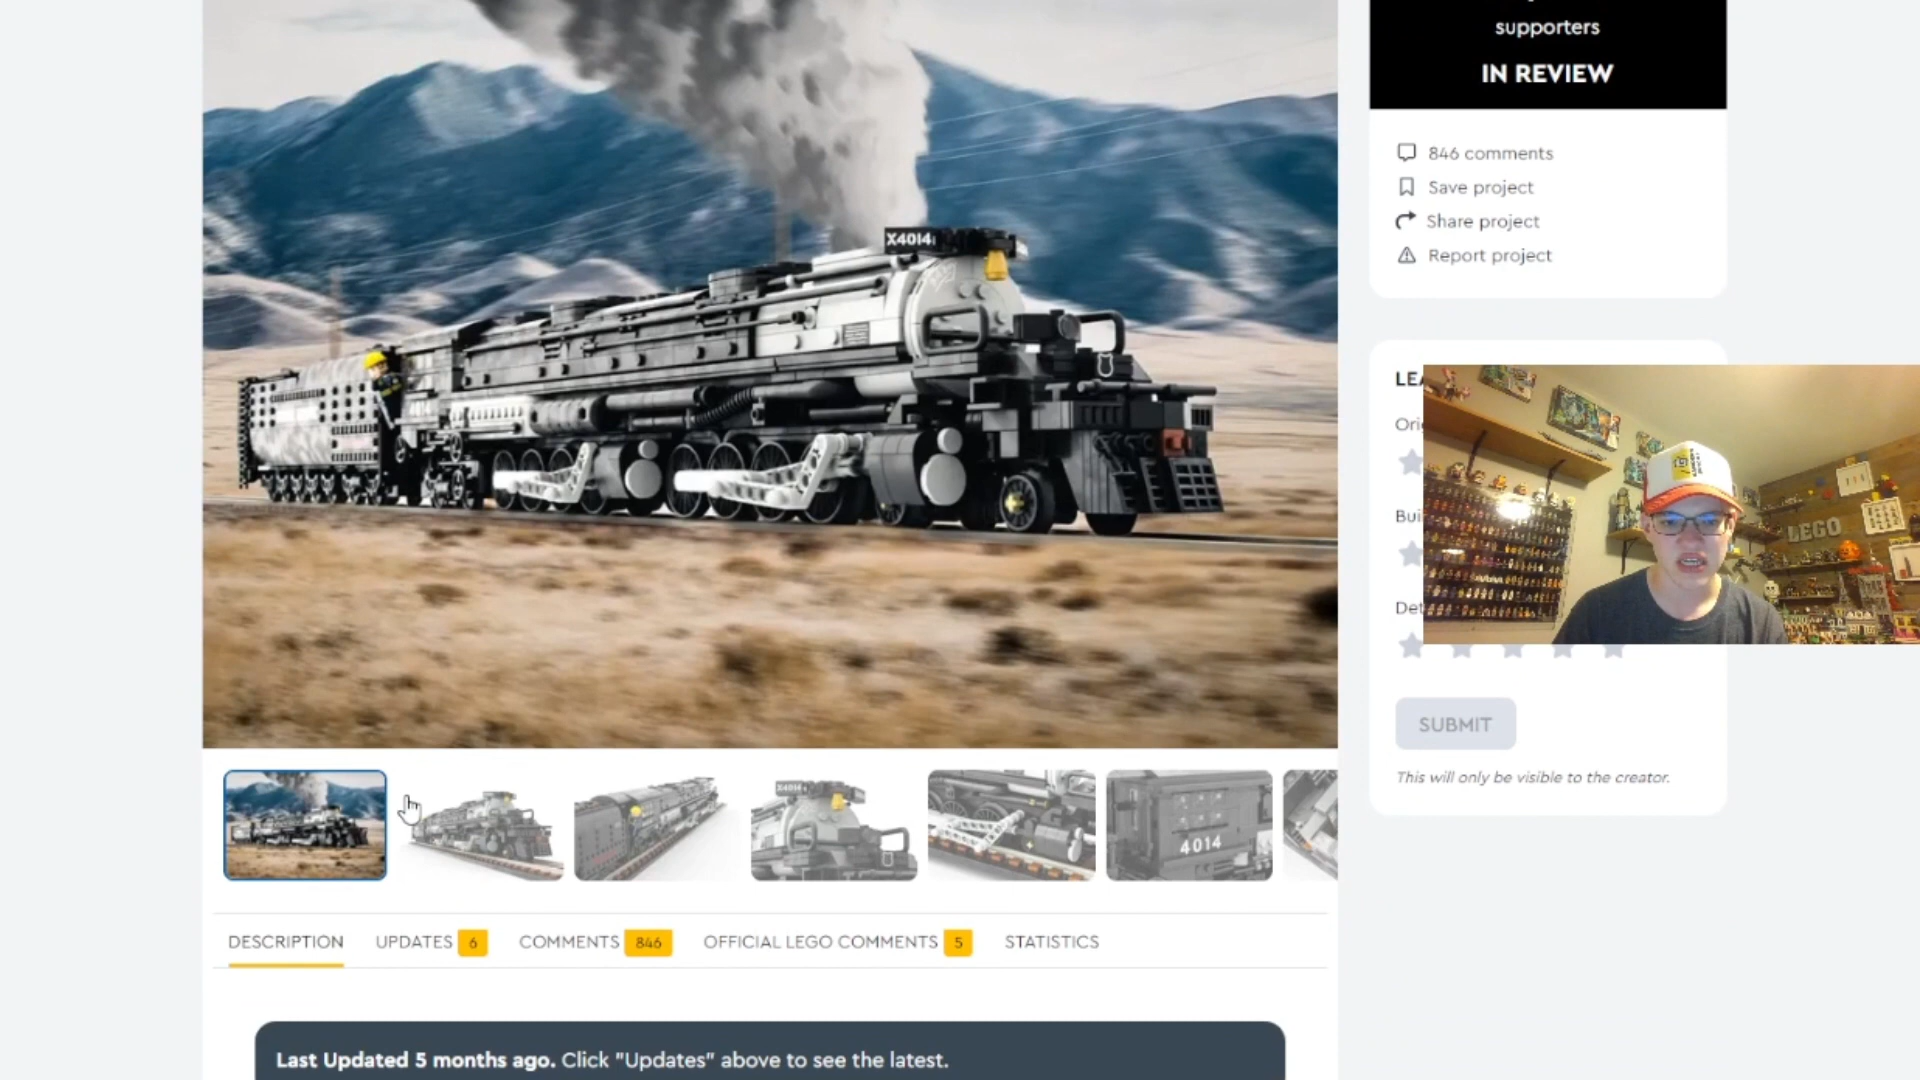 supporters
IN REVIEW
846 comments
Save project
Share project
Report project
X4014
LEGO
SUBMIT
This will only be visible to the creator.
4014
DESCRIPTION
UPDATES 6
COMMENTS 846
OFFICIAL LEGO COMMENTS 5
STATISTICS
Last Updated 5 months ago. Click "Updates" above to see the latest.